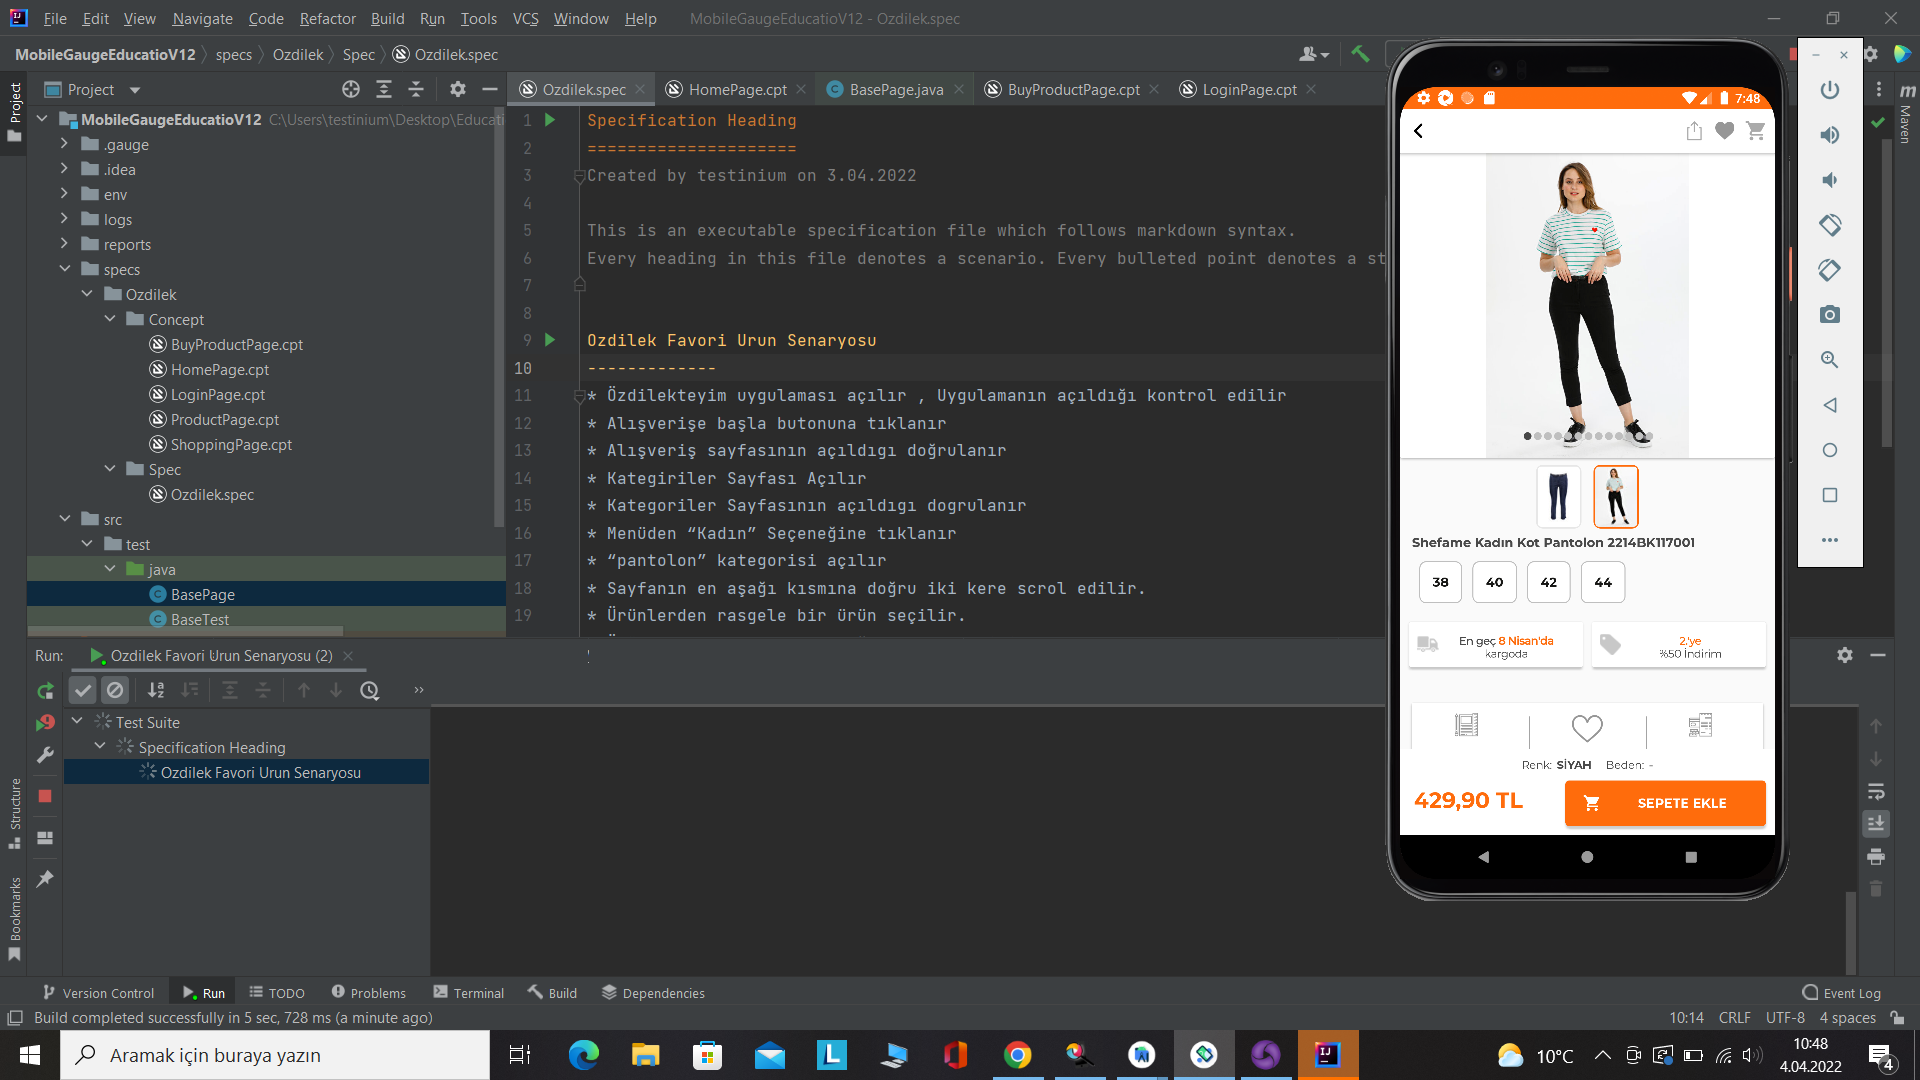 File Edit View Navigate Code Refactor Build Run Tools VCS Window Help MobileGaugeEducatioV12 - Ozdilek.spec
MobileGaugeEducatioV12 specs Ozdilek Spec Ozdilek.spec
Project
Ozdilek.spec HomePage.cpt BasePage.java BuyProductPage.cpt LoginPage.cpt
Project
MobileGaugeEducatioV12 C:\Users\testinium\Desktop\Educati
.gauge
.idea
env
logs
reports
specs
Ozdilek
Concept
BuyProductPage.cpt
HomePage.cpt
LoginPage.cpt
ProductPage.cpt
ShoppingPage.cpt
Spec
Ozdilek.spec
src
test
java
BasePage
BaseTest
1 Specification Heading
2 =====================
3 Created by testinium on 3.04.2022
4
5 This is an executable specification file which follows markdown syntax.
6 Every heading in this file denotes a scenario. Every bulleted point denotes a st
7
8
9 Ozdilek Favori Urun Senaryosu
10 -------------
11 * Özdilekteyim uygulaması açılır , Uygulamanın açıldığı kontrol edilir
12 * Alışverişe başla butonuna tıklanır
13 * Alışveriş sayfasının açıldıgı doğrulanır
14 * Kategiriler Sayfası Açılır
15 * Kategoriler Sayfasının açıldıgı dogrulanır
16 * Menüden “Kadın” Seçeneğine tıklanır
17 * “pantolon” kategorisi açılır
18 * Sayfanın en aşağı kısmına doğru iki kere scrol edilir.
19 * Ürünlerden rasgele bir ürün seçilir.
7:48
Shefame Kadın Kot Pantolon 2214BK117001
38 40 42 44
En geç 8 Nisan'da
kargoda
2.'ye
%50 İndirim
Renk: SİYAH Beden: -
429,90 TL SEPETE EKLE
Maven
Run: Ozdilek Favori Urun Senaryosu (2)
Test Suite
Specification Heading
Ozdilek Favori Urun Senaryosu
Structure
Bookmarks
Version Control Run TODO Problems Terminal Build Dependencies Event Log
Build completed successfully in 5 sec, 728 ms (a minute ago) 10:14 CRLF UTF-8 4 spaces
Aramak için buraya yazın
10°C
10:48
4.04.2022
4